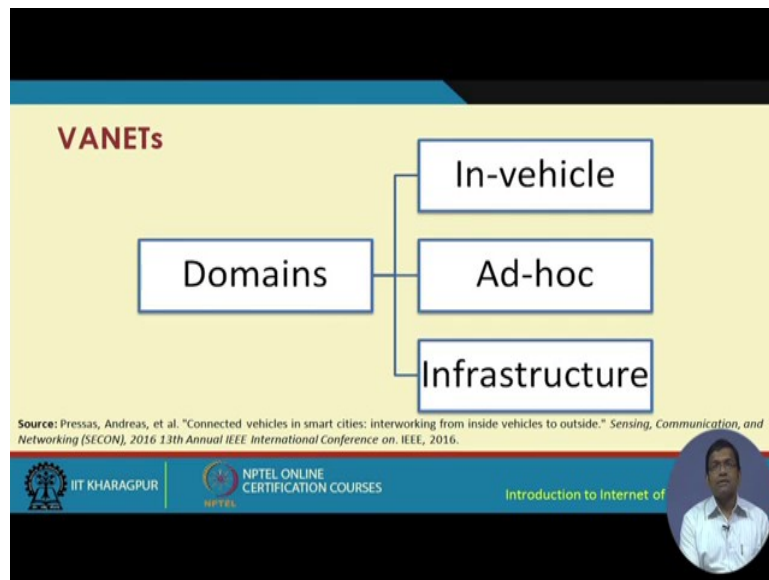 VANETs
In-vehicle
Domains
Ad-hoc
Infrastructure
Source: Pressas, Andreas, et al. "Connected vehicles in smart cities: interworking from inside vehicles to outside." Sensing, Communication, and
Networking (SECON), 2016 13th Annual IEEE International Conference on. IEEE, 2016.
IIT KHARAGPUR
NPTEL
NPTEL ONLINE
CERTIFICATION COURSES
Introduction to Internet of